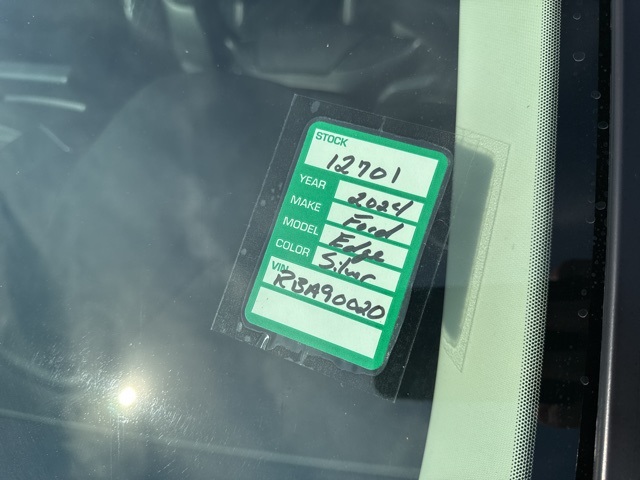 STOCK
12701
YEAR 2024
MAKE Ford
MODEL Edge
COLOR Silver
VIN
RBA90020